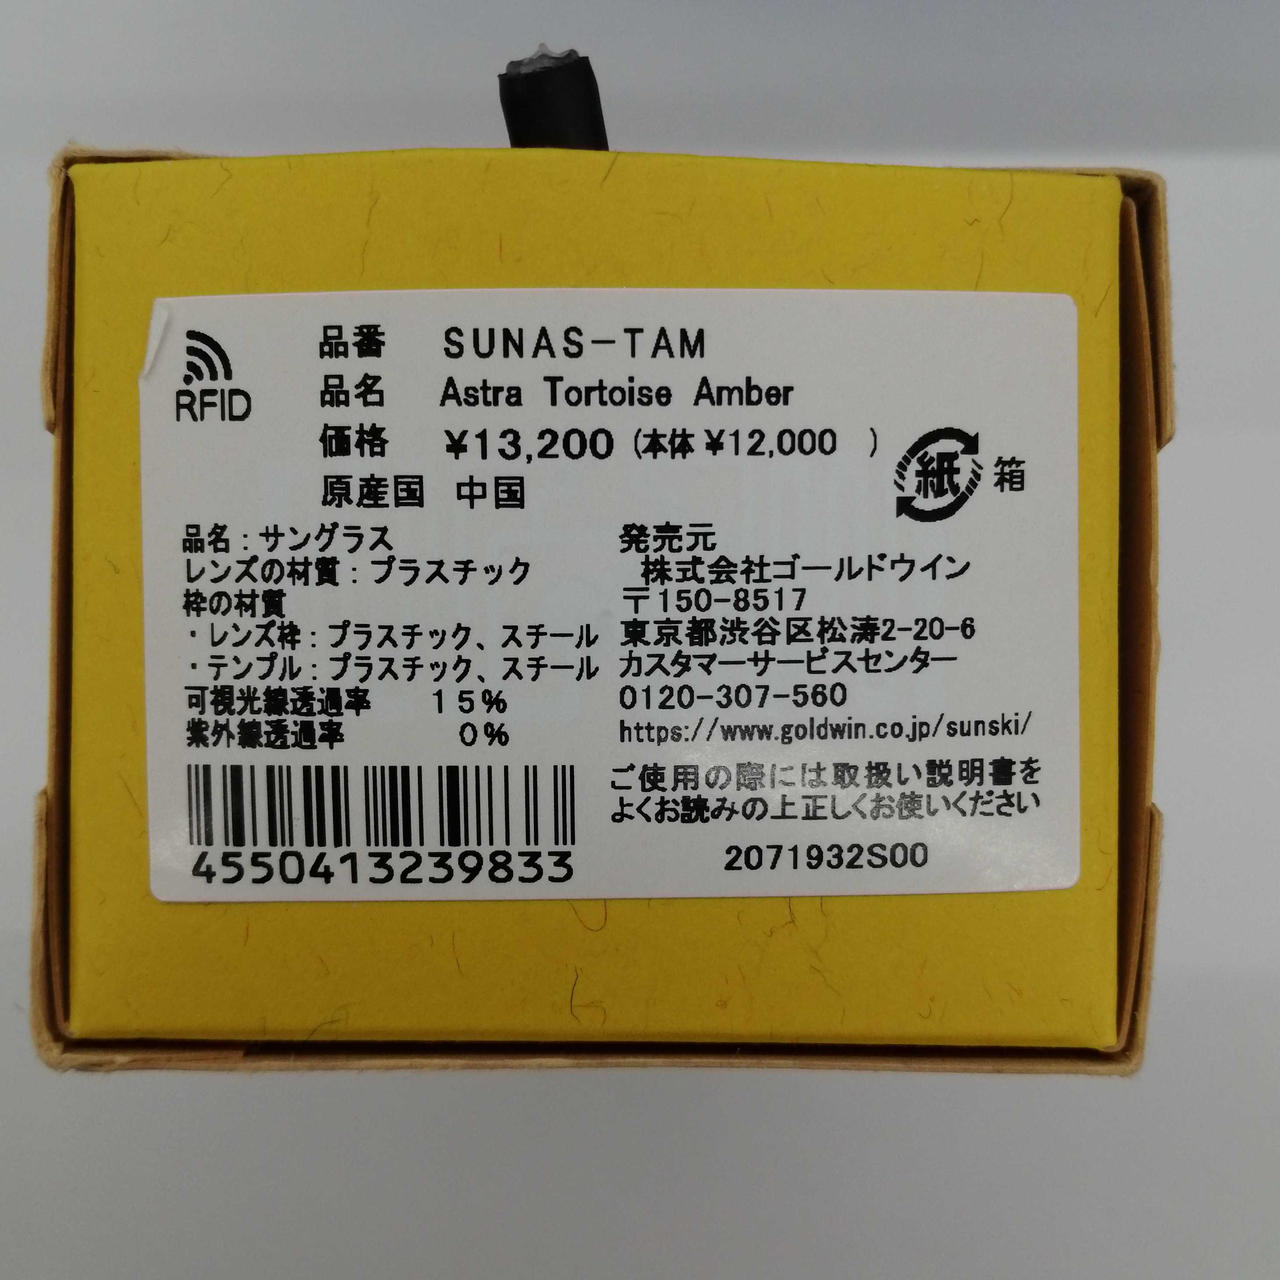 RFID
品番 SUNAS-TAM
品名 Astra Tortoise Amber
価格 ¥13,200 (本体 ¥12,000 )
原産国 中国
紙 箱
品名:サングラス
レンズの材質:プラスチック
枠の材質
・レンズ枠:プラスチック、スチール
・テンプル:プラスチック、スチール
可視光線透過率 15%
紫外線透過率 0%
4550413239833
発売元
株式会社ゴールドウイン
〒150-8517
東京都渋谷区松涛2-20-6
カスタマーサービスセンター
0120-307-560
https://www.goldwin.co.jp/sunski/
ご使用の際には取扱い説明書を
よくお読みの上正しくお使いください
2071932S00